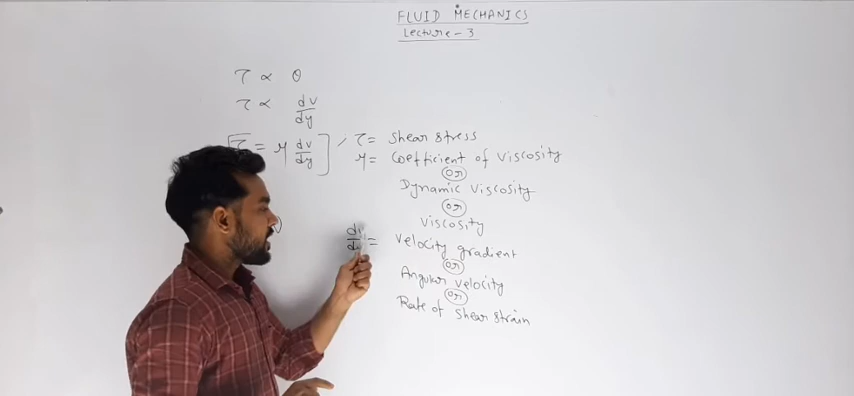 FLUID MECHANICS
Lecture - 3
τ ∝ θ
τ ∝ dv/dy
τ = μ dv/dy
τ = Shear stress
μ = Coefficient of viscosity
or
Dynamic viscosity
or
viscosity
dv/dy = velocity gradient
or
Angular velocity
or
Rate of shear strain